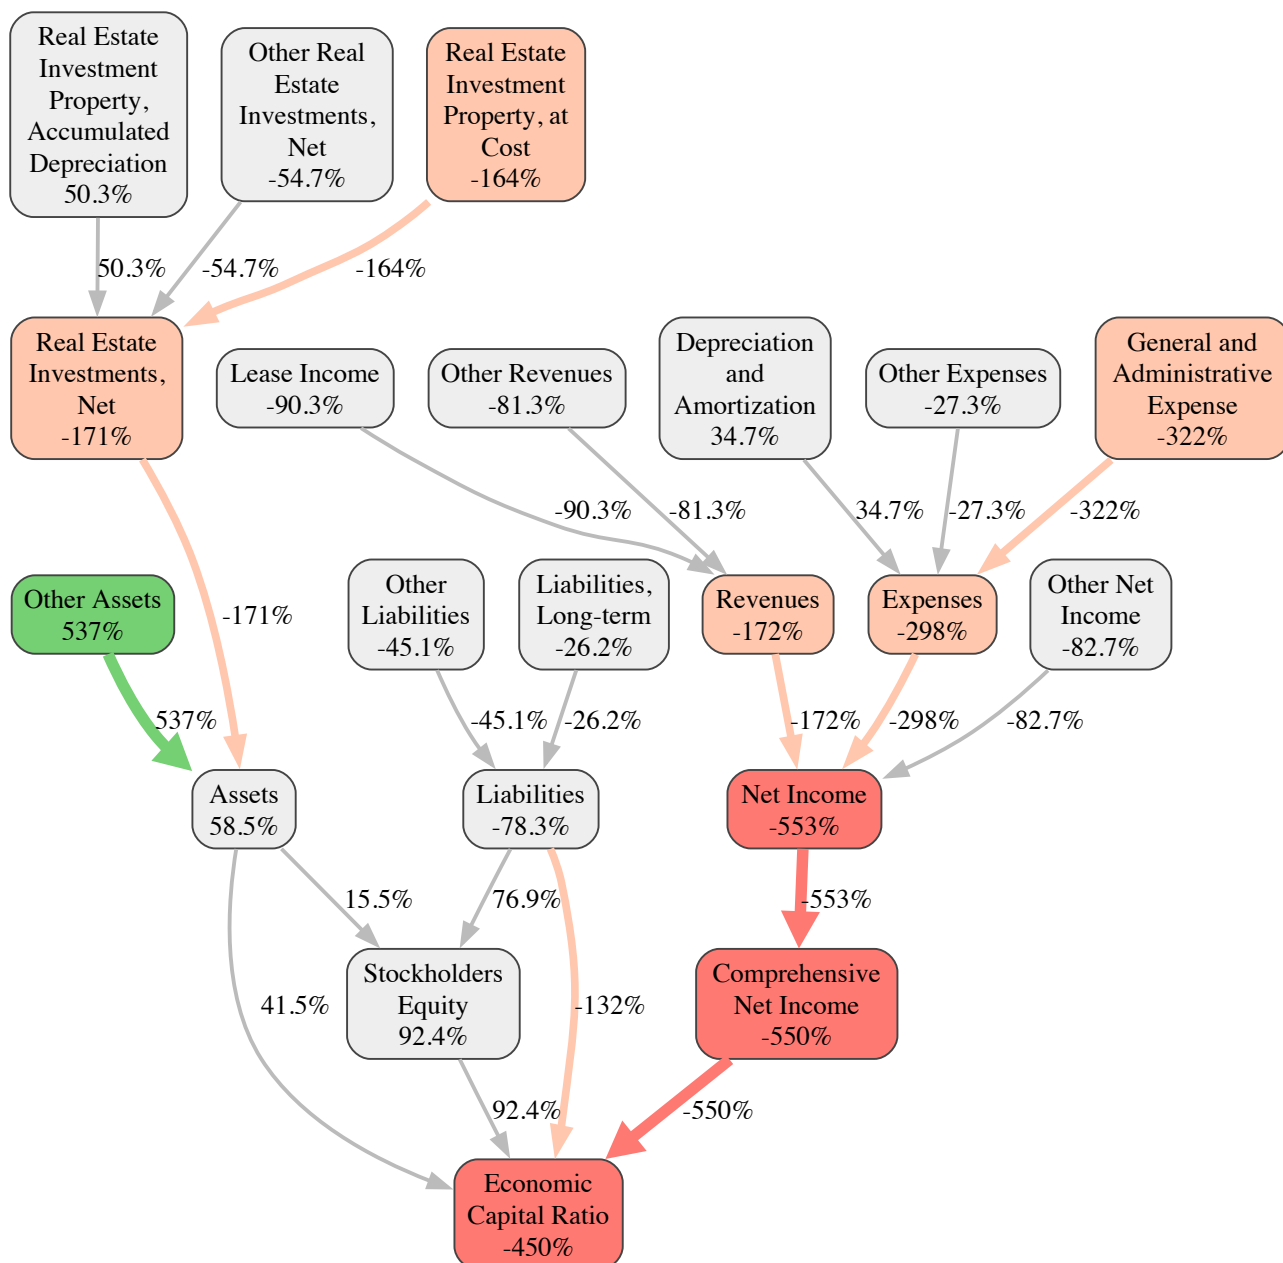 Real Estate
Investment
Property,
Accumulated
Depreciation
50.3%
Other Real
Estate
Investments,
Net
-54.7%
Real Estate
Investment
Property, at
Cost
-164%
50.3%
-54.7%
-164%
Real Estate
Investments,
Net
-171%
Lease Income
-90.3%
Other Revenues
-81.3%
Depreciation
and
Amortization
34.7%
Other Expenses
-27.3%
General and
Administrative
Expense
-322%
-90.3%
-81.3%
34.7%
-27.3%
-322%
Other Assets
537%
-171%
Other
Liabilities
-45.1%
Liabilities,
Long-term
-26.2%
Revenues
-172%
Expenses
-298%
Other Net
Income
-82.7%
537%
-45.1%
-26.2%
-172%
-298%
-82.7%
Assets
58.5%
Liabilities
-78.3%
Net Income
-553%
15.5%
76.9%
-553%
41.5%
Stockholders
Equity
92.4%
-132%
Comprehensive
Net Income
-550%
92.4%
-550%
Economic
Capital Ratio
-450%